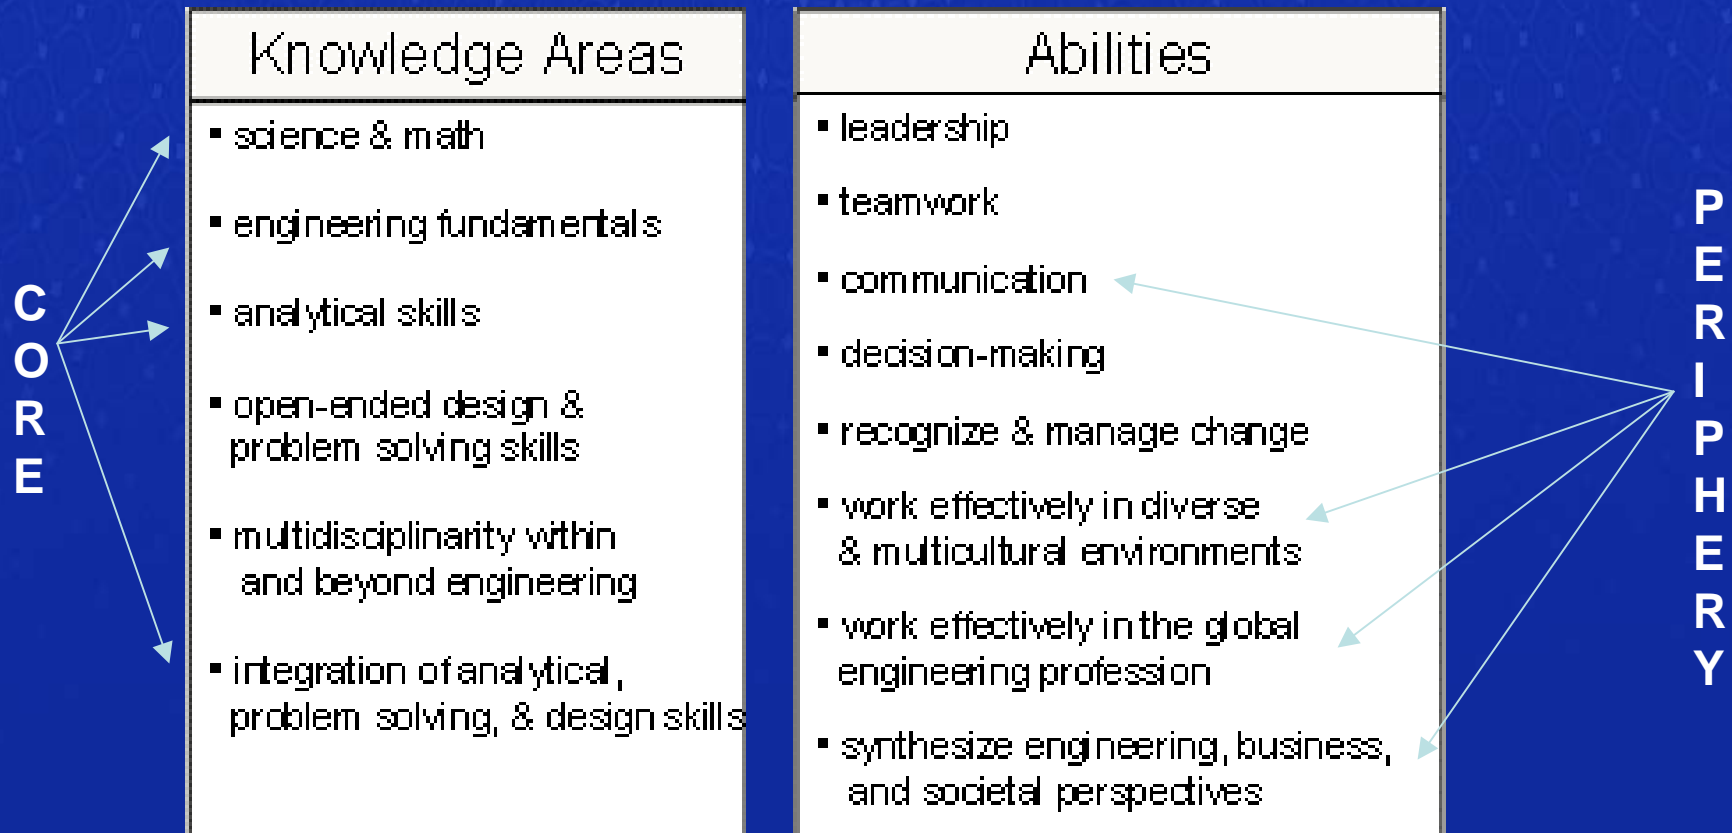 CORE
Knowledge Areas
▪ science & math
▪ engineering fundamentals
▪ analytical skills
▪ open-ended design &
problem solving skills
▪ multidisciplinarity within
and beyond engineering
▪ integration of analytical,
problem solving, & design skills
Abilities
▪ leadership
▪ teamwork
▪ communication
▪ decision-making
▪ recognize & manage change
▪ work effectively in diverse
& multicultural environments
▪ work effectively in the global
engineering profession
▪ synthesize engineering, business,
and societal perspectives
PERIPHERY